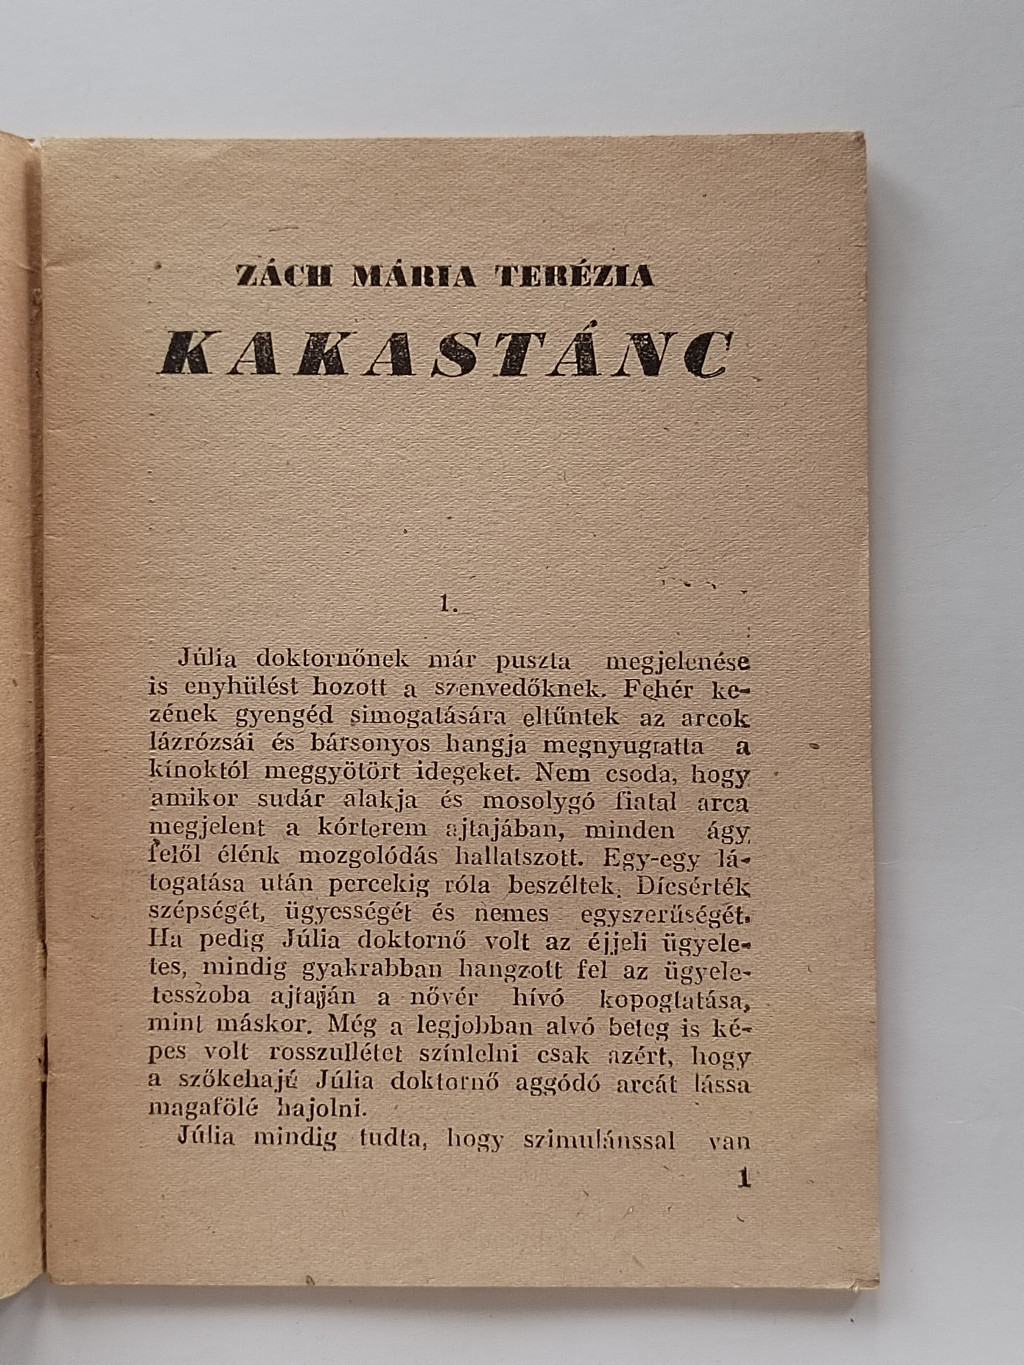 ZÁCH MÁRIA TERÉZIA
KAKASTÁNC
1.
Júlia doktornőnek már puszta megjelenése
is enyhülést hozott a szenvedőknek. Fehér ke-
zének gyengéd simogatására eltűntek az arcok
lázrózsái és bársonyos hangja megnyugtatta a
kínoktól meggyötört idegeket. Nem csoda, hogy
amikor sudár alakja és mosolygó fiatal arca
megjelent a kórterem ajtajában, minden ágy
felől élénk mozgolódás hallatszott. Egy-egy lá-
togatása után percekig róla beszéltek. Dícsérték
szépségét, ügyességét és nemes egyszerűségét.
Ha pedig Júlia doktornő volt az éjjeli ügyele-
tes, mindig gyakrabban hangzott fel az ügyele-
tesszoba ajtaján a nővér hívó kopogtatása,
mint máskor. Még a legjobban alvó beteg is ké-
pes volt rosszullétet színlelni csak azért, hogy
a szőkehajú Júlia doktornő aggódó arcát lássa
magafölé hajolni.
Júlia mindig tudta, hogy szimulánssal van
1